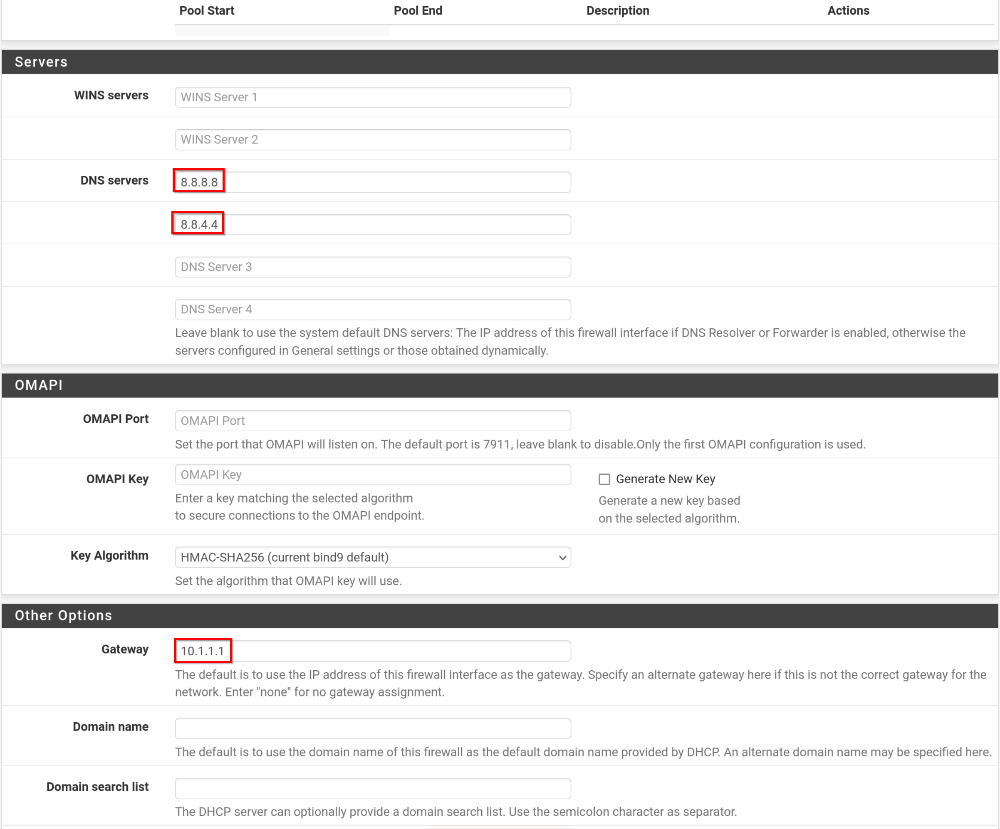 Pool Start Pool End Description Actions
Servers
WINS servers WINS Server 1
WINS Server 2
DNS servers 8.8.8.8
8.8.4.4
DNS Server 3
DNS Server 4
Leave blank to use the system default DNS servers: The IP address of this firewall interface if DNS Resolver or Forwarder is enabled, otherwise the
servers configured in General settings or those obtained dynamically.
OMAPI
OMAPI Port OMAPI Port
Set the port that OMAPI will listen on. The default port is 7911, leave blank to disable.Only the first OMAPI configuration is used.
OMAPI Key OMAPI Key
Enter a key matching the selected algorithm
to secure connections to the OMAPI endpoint.
Generate New Key
Generate a new key based
on the selected algorithm.
Key Algorithm HMAC-SHA256 (current bind9 default)
Set the algorithm that OMAPI key will use.
Other Options
Gateway 10.1.1.1
The default is to use the IP address of this firewall interface as the gateway. Specify an alternate gateway here if this is not the correct gateway for the
network. Enter "none" for no gateway assignment.
Domain name
The default is to use the domain name of this firewall as the default domain name provided by DHCP. An alternate domain name may be specified here.
Domain search list
The DHCP server can optionally provide a domain search list. Use the semicolon character as separator.